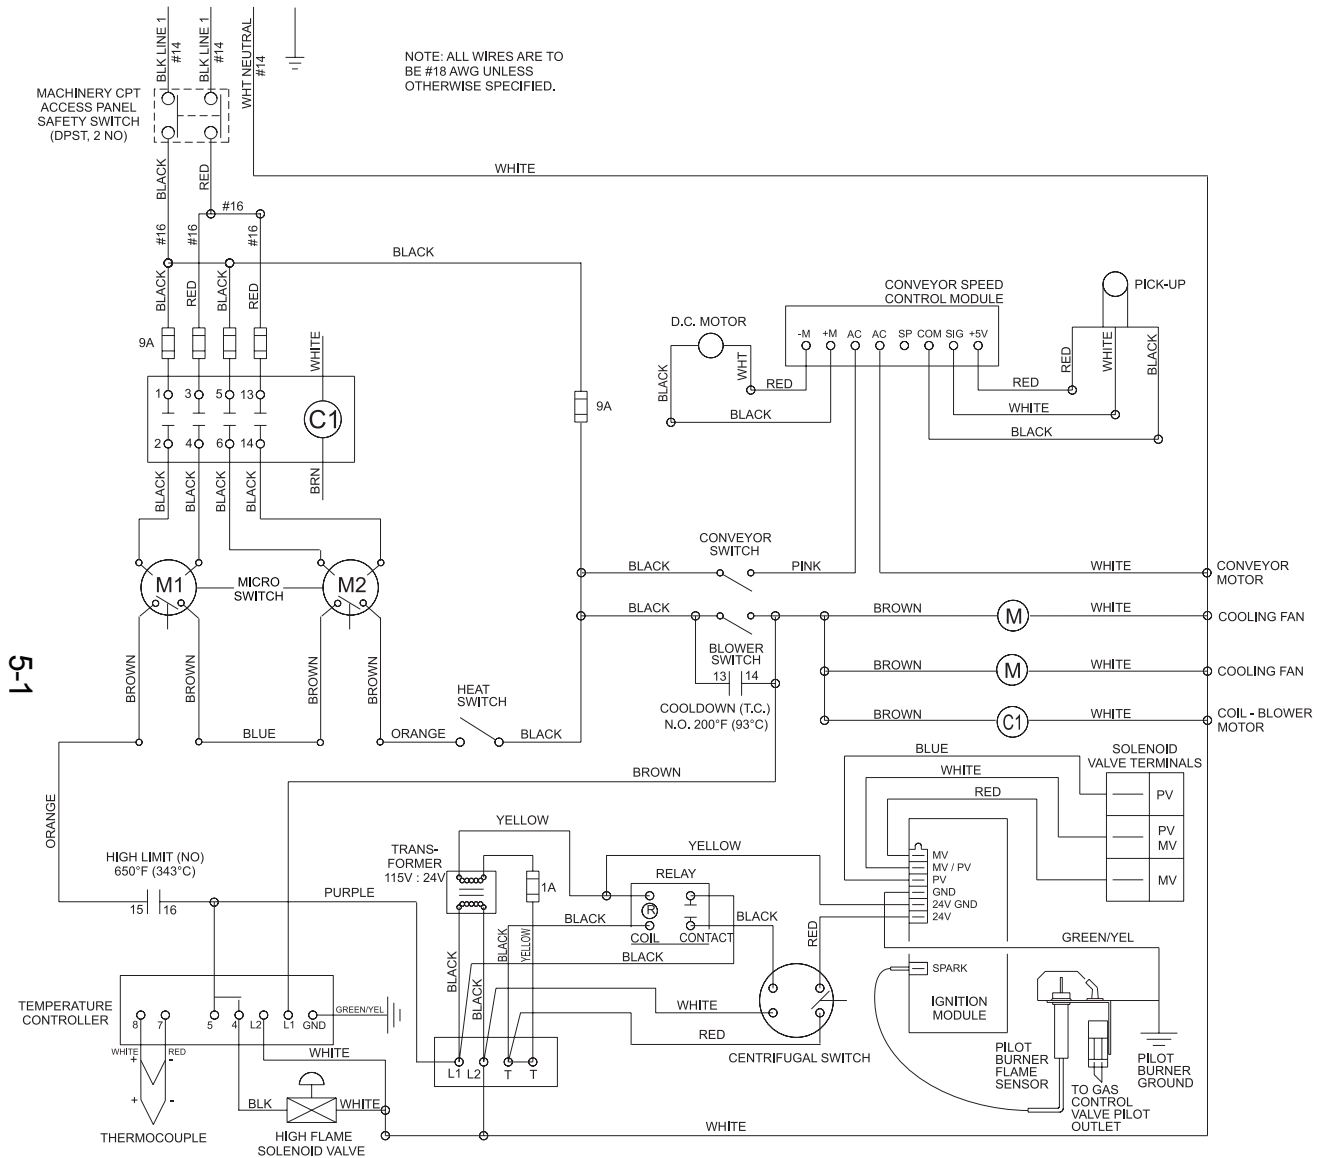 BLK LINE 1
#14
BLK LINE 1
#14
WHT NEUTRAL
#14
NOTE: ALL WIRES ARE TO
BE #18 AWG UNLESS
OTHERWISE SPECIFIED.
MACHINERY CPT
ACCESS PANEL
SAFETY SWITCH
(DPST, 2 NO)
BLACK
RED
WHITE
#16
#16
#16
#16
BLACK
BLACK
RED
BLACK
RED
9A
WHITE
1
3
5
13
C1
2
4
6
14
BRN
BLACK
BLACK
BLACK
BLACK
9A
CONVEYOR SPEED
CONTROL MODULE
PICK-UP
D.C. MOTOR
-M
+M
AC
AC
SP
COM
SIG
+5V
BLACK
WHT
RED
BLACK
RED
WHITE
BLACK
RED
WHITE
BLACK
M1
MICRO
SWITCH
M2
CONVEYOR
SWITCH
BLACK
PINK
WHITE
CONVEYOR
MOTOR
BLACK
BROWN
M
WHITE
COOLING FAN
BLOWER
SWITCH
13
14
COOLDOWN (T.C.)
N.O. 200°F (93°C)
BROWN
M
WHITE
COOLING FAN
BROWN
C1
WHITE
COIL - BLOWER
MOTOR
5-1
BROWN
BROWN
BROWN
BROWN
HEAT
SWITCH
BLUE
ORANGE
BLACK
BROWN
BLUE
WHITE
RED
SOLENOID
VALVE TERMINALS
PV
PV
MV
MV
ORANGE
HIGH LIMIT (NO)
650°F (343°C)
15
16
PURPLE
YELLOW
TRANS-
FORMER
115V : 24V
1A
YELLOW
RELAY
R
COIL
CONTACT
BLACK
BLACK
BLACK
BLACK
YELLOW
BLACK
BLACK
RED
MV
MV / PV
PV
GND
24V GND
24V
SPARK
IGNITION
MODULE
GREEN/YEL
WHITE
RED
CENTRIFUGAL SWITCH
TEMPERATURE
CONTROLLER
8
7
5
4
L2
L1
GND
GREEN/YEL
WHITE
RED
WHITE
+
-
+
-
THERMOCOUPLE
BLK
WHITE
HIGH FLAME
SOLENOID VALVE
L1
L2
T
T
WHITE
PILOT
BURNER
FLAME
SENSOR
TO GAS
CONTROL
VALVE PILOT
OUTLET
PILOT
BURNER
GROUND